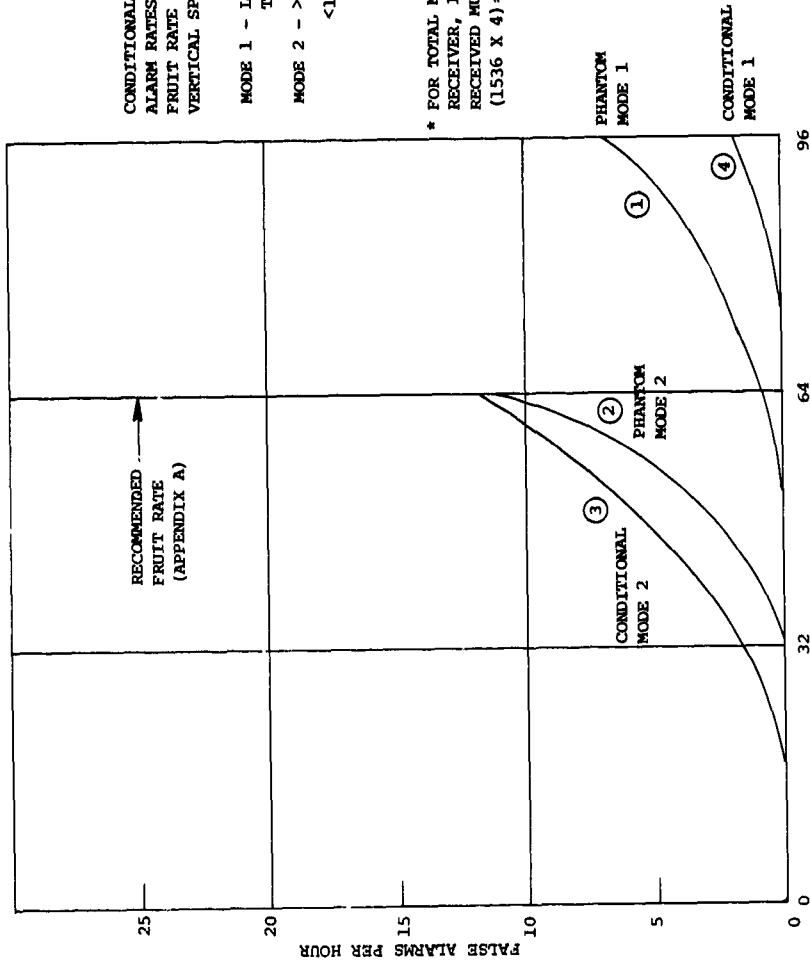 CONDITIONAL
ALARM RATES
FRUIT RATE
VERTICAL SP
MODE 1 - L
T
MODE 2 - >
<1
* FOR TOTAL
RECEIVER,
RECEIVED MU
(1536 X 4) =
RECOMMENDED
FRUIT RATE
(APPENDIX A)
PHANTOM
MODE 1
1
CONDITIONAL
MODE 1
4
2
PHANTOM
MODE 2
3
CONDITIONAL
MODE 2
FALSE ALARMS PER HOUR
25
20
15
10
5
0
0
32
64
96